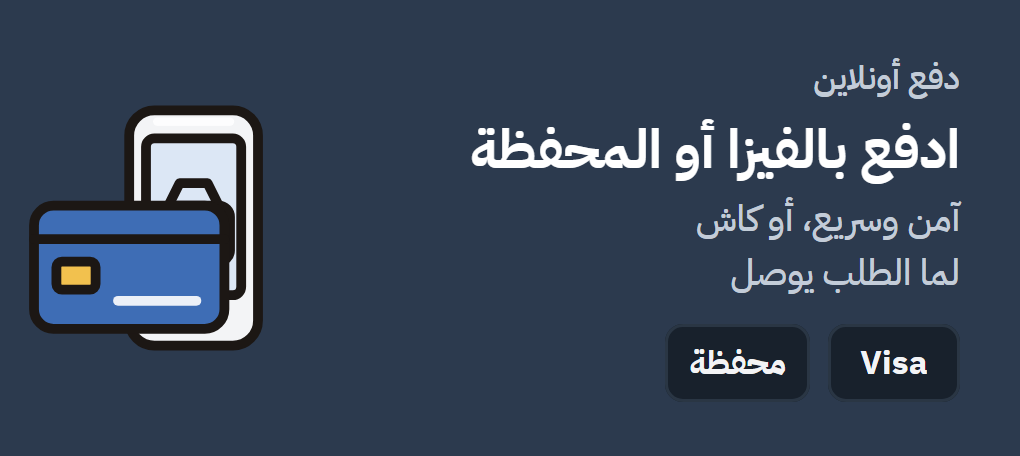 دفع أونلاين
ادفع بالفيزا أو المحفظة
آمن وسريع، أو كاش
لما الطلب يوصل
Visa
محفظة